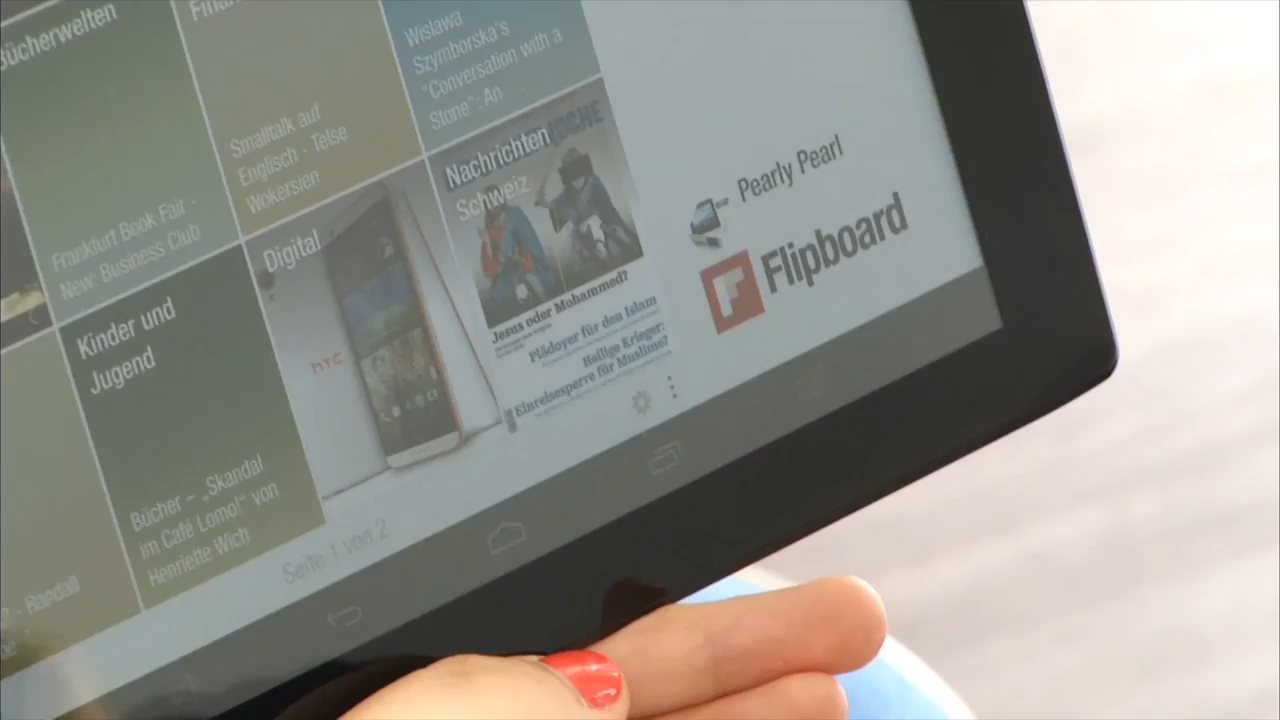 Bücherwelten
Frankfurt Book Fair -
New: Business Club
Smalltalk auf
Englisch - Telse
Wokersien
Wislawa
Szymborska's
"Conversation with a
Stone": An ...
Kinder und
Jugend
Bücher – „Skandal
im Café Lomo!" von
Henriette Wich
Digital
hTC
Nachrichten
Schweiz
Jesus oder Mohammed?
Plädoyer für den Islam
Heilige Krieger:
Einreisesperre für Muslime?
Pearly Pearl
Flipboard
- Randall
Seite 1 von 2